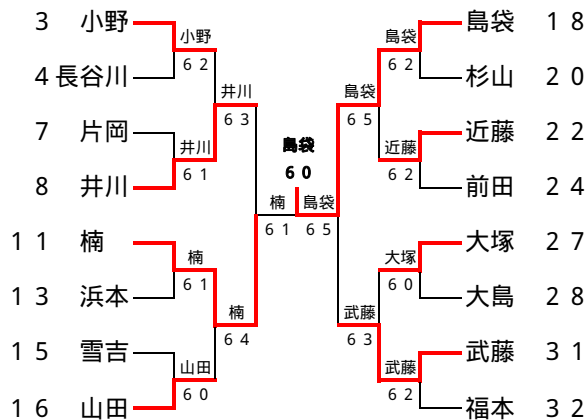 3 小野
小野
6 2
4 長谷川
井川
6 3
7 片岡
井川
6 1
8 井川
11 楠
楠
6 1
13 浜本
楠
6 4
15 雪吉
山田
6 0
16 山田
島袋
6 0
楠
6 1
島袋
6 5
島袋 18
島袋
6 2
杉山 20
島袋
6 5
近藤 22
近藤
6 2
前田 24
大塚 27
大塚
6 0
大島 28
武藤
6 3
武藤 31
武藤
6 2
福本 32